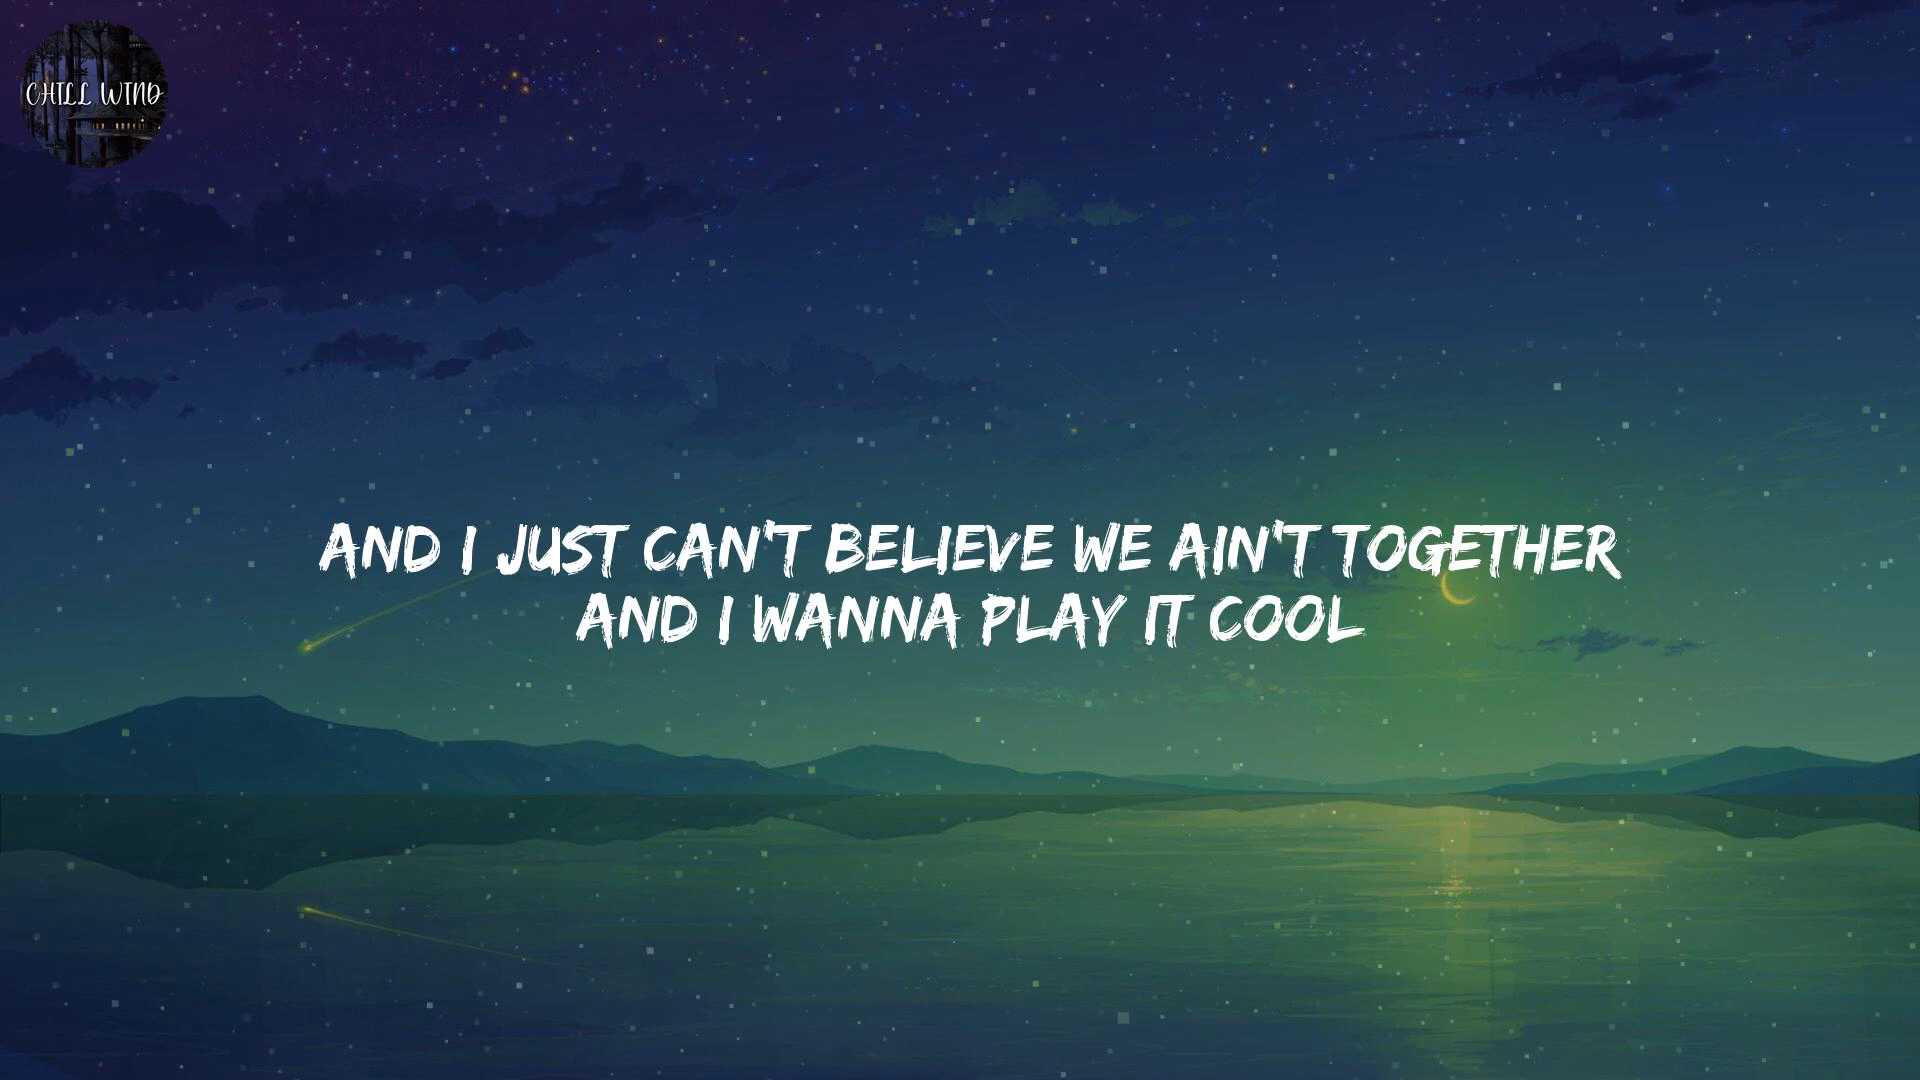 CHILL WIND
AND I JUST CAN'T BELIEVE WE AIN'T TOGETHER
AND I WANNA PLAY IT COOL